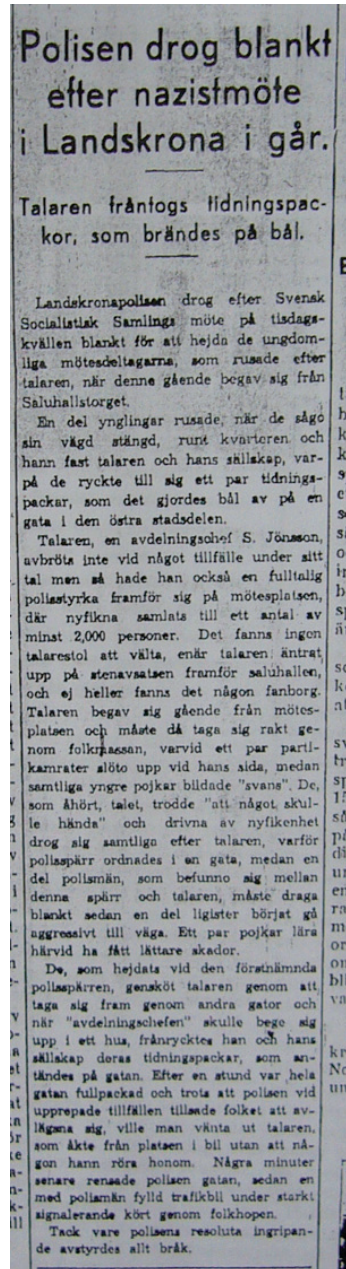 Polisen drog blankt
efter nazistmöte
i Landskrona i går.
Talaren fråntogs tidningspac-
kor, som brändes på bål.
Landskronapolisen drog efter Svensk
Socialistisk Samlings möte på tisdags-
kvällen blankt för att hejda de ungdom-
liga mötesdeltagarna, som rusade efter
talaren, när denne gående begav sig från
Saluhallstorget.
En del ynglingar rusade, när de sågo
sin vägd stängd, runt kvarteren och
hann fast talaren och hans sällskap, var-
på de ryckte till sig ett par tidnings-
packar, som det gjordes bål av på en
gata i den östra stadsdelen.
Talaren, en avdelningschef S. Jönsson,
avbröts inte vid något tillfälle under sitt
tal men så hade han också en fulltalig
polisstyrka framför sig på mötesplatsen,
där nyfikna samlats till ett antal av
minst 2,000 personer. Det fanns ingen
talarestol att välta, enär talaren äntrat
upp på stenavsatsen framför saluhallen,
och ej heller fanns det någon fanborg.
Talaren begav sig gående från mötes-
platsen och måste då taga sig rakt ge-
nom folkmassan, varvid ett par parti-
kamrater slöto upp vid hans sida, medan
samtliga yngre pojkar bildade "svans". De,
som åhört, talet, trodde "att något skul-
le hända" och drivna av nyfikenhet
drog sig samtliga efter talaren, varför
polisspärr ordnades i en gata, medan en
del polismän, som befunno sig mellan
denna spärr och talaren, måste draga
blankt sedan en del ligister börjat gå
aggressivt till väga. Ett par pojkar lära
härvid ha fått lättare skador.
De, som hejdats vid den förstnämnda
polisspärren, gensköt talaren genom att
taga sig fram genom andra gator och
när "avdelningschefen" skulle bege sig
upp i ett hus, frånrycktes han och hans
sällskap deras tidningspackar, som an-
tändes på gatan. Efter en stund var hela
gatan fullpackad och trots att polisen vid
upprepade tillfällen tillsade folket att av-
lägsna sig, ville man vänta ut talaren,
som åkte från platsen i bil utan att nå-
gon hann röra honom. Några minuter
senare rensade polisen gatan, sedan en
med polismän fylld trafikbil under starkt
signalerande kört genom folkhopen.
Tack vare polisens resoluta ingripan-
de avstyrdes allt bråk.